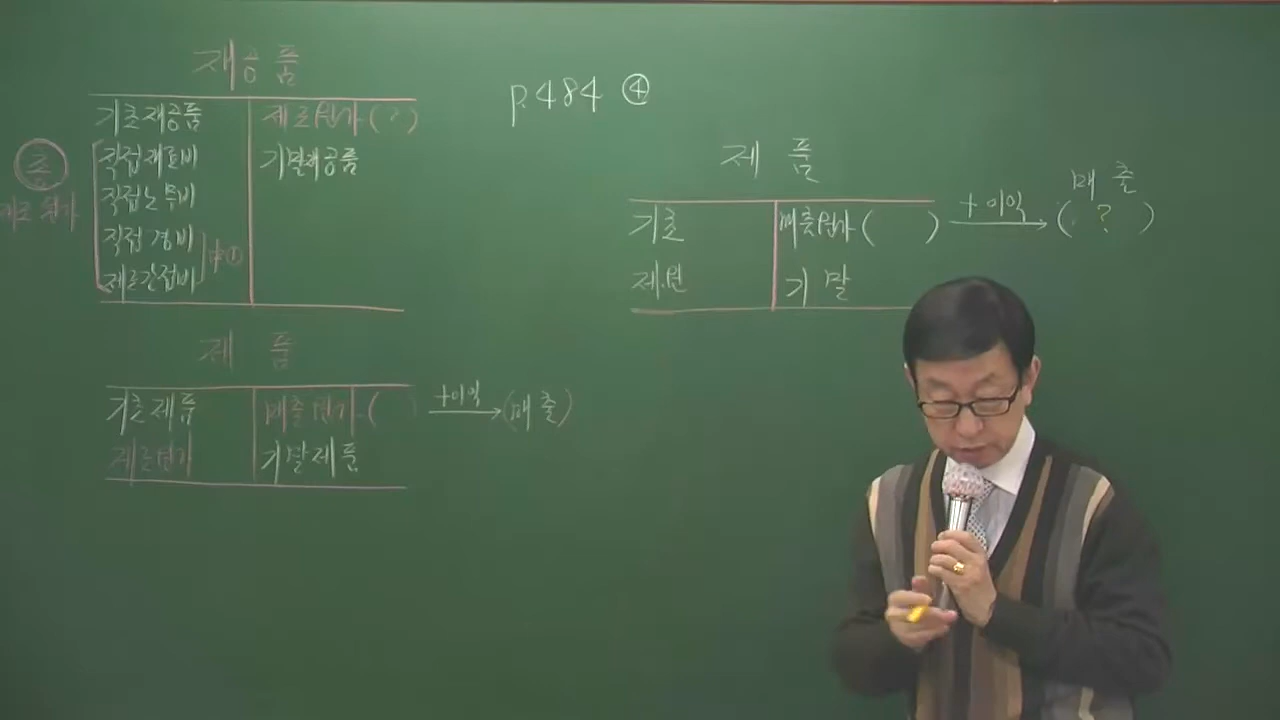 재공품
기초재공품 제조원가 ( ? )
직접재료비 기말재공품
직접노무비
직접경비
제조간접비
총
제조원가
제 품
기초제품 매출원가 ( ) +이익 (매출)
제조원가 기말제품
p.484 ④
제 품
기초 매출원가 ( ) +이익 매출 ( ? )
제.원 기말